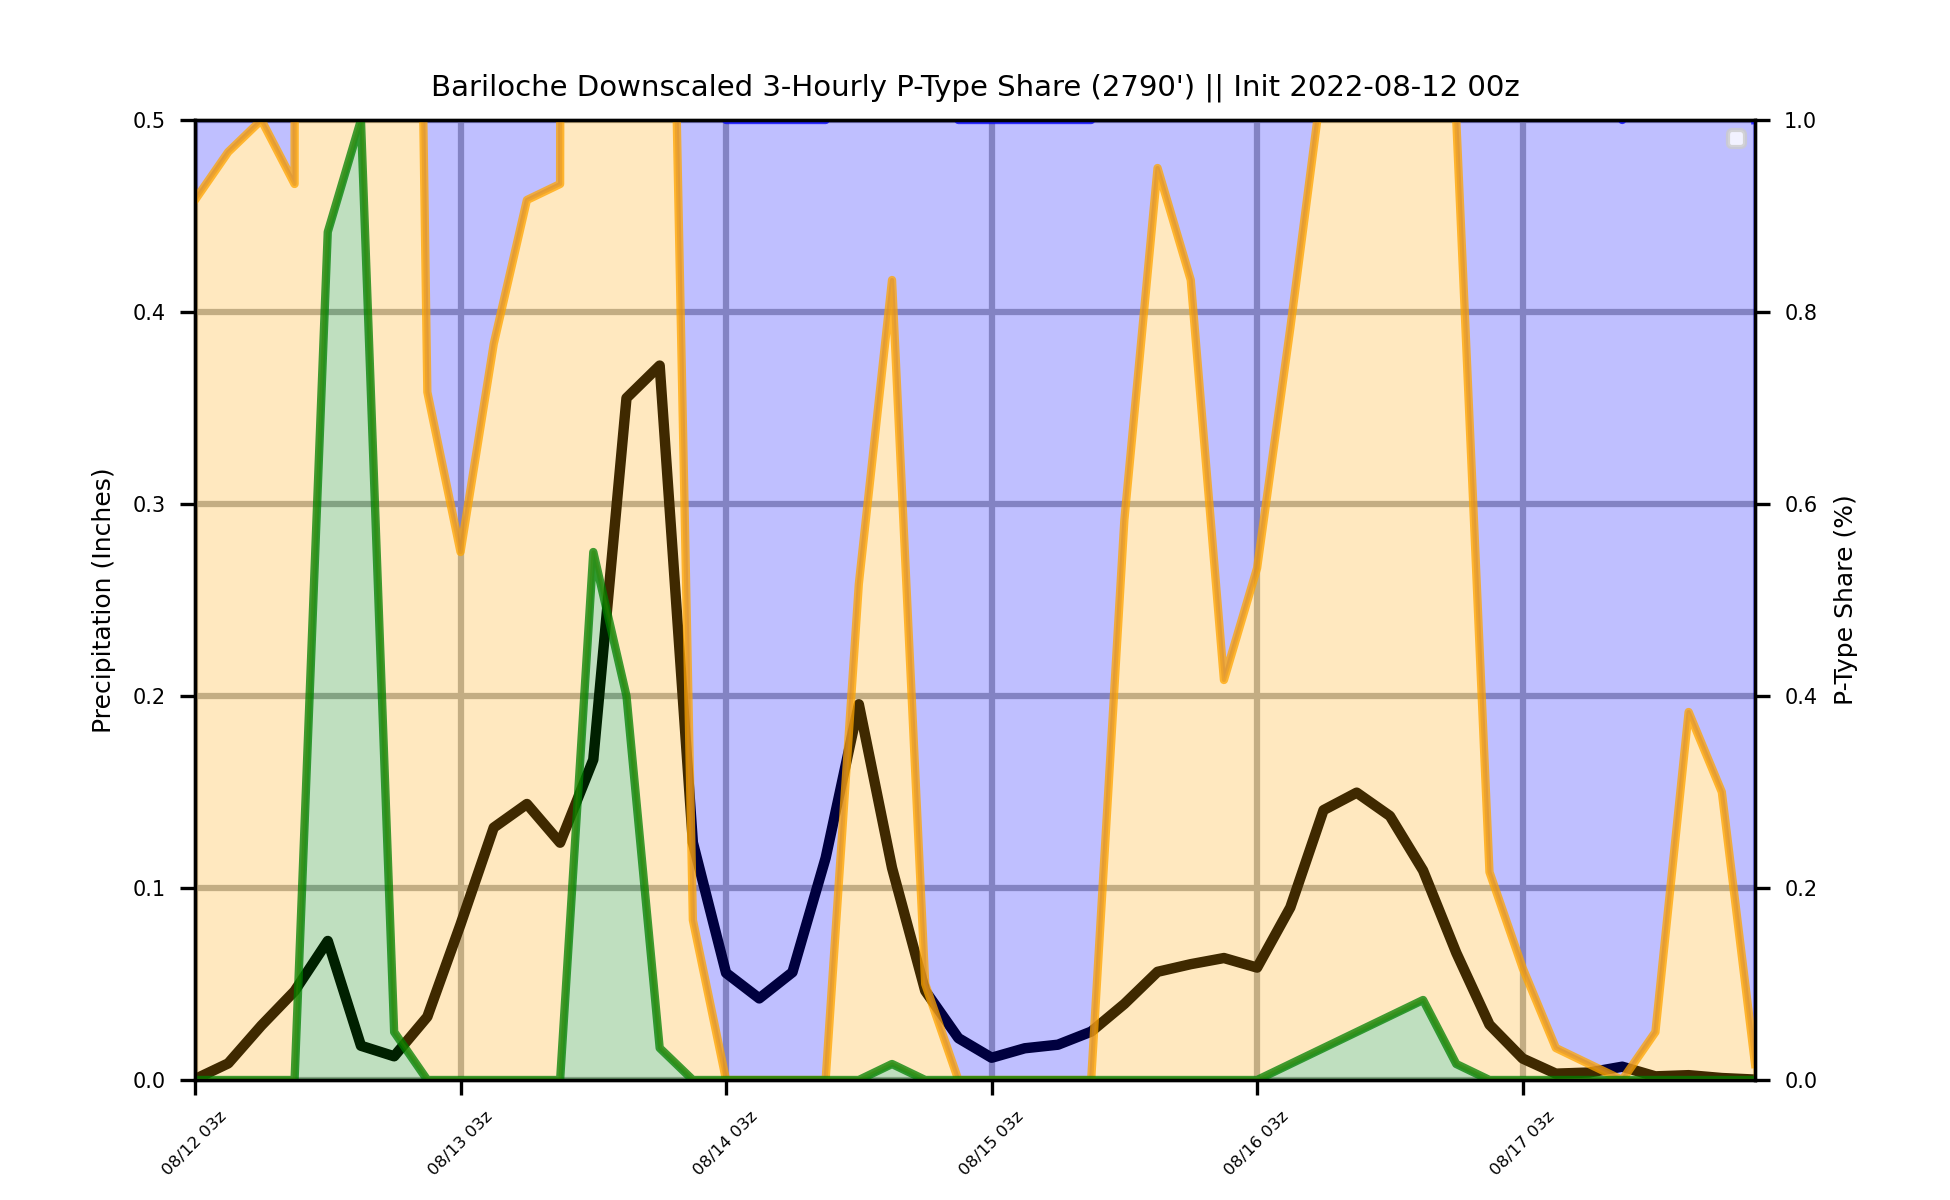 Bariloche Downscaled 3-Hourly P-Type Share (2790') || Init 2022-08-12 00z
0.5
0.4
0.3
0.2
0.1
0.0
Precipitation (Inches)
1.0
0.8
0.6
0.4
0.2
0.0
P-Type Share (%)
08/12 03z
08/13 03z
08/14 03z
08/15 03z
08/16 03z
08/17 03z